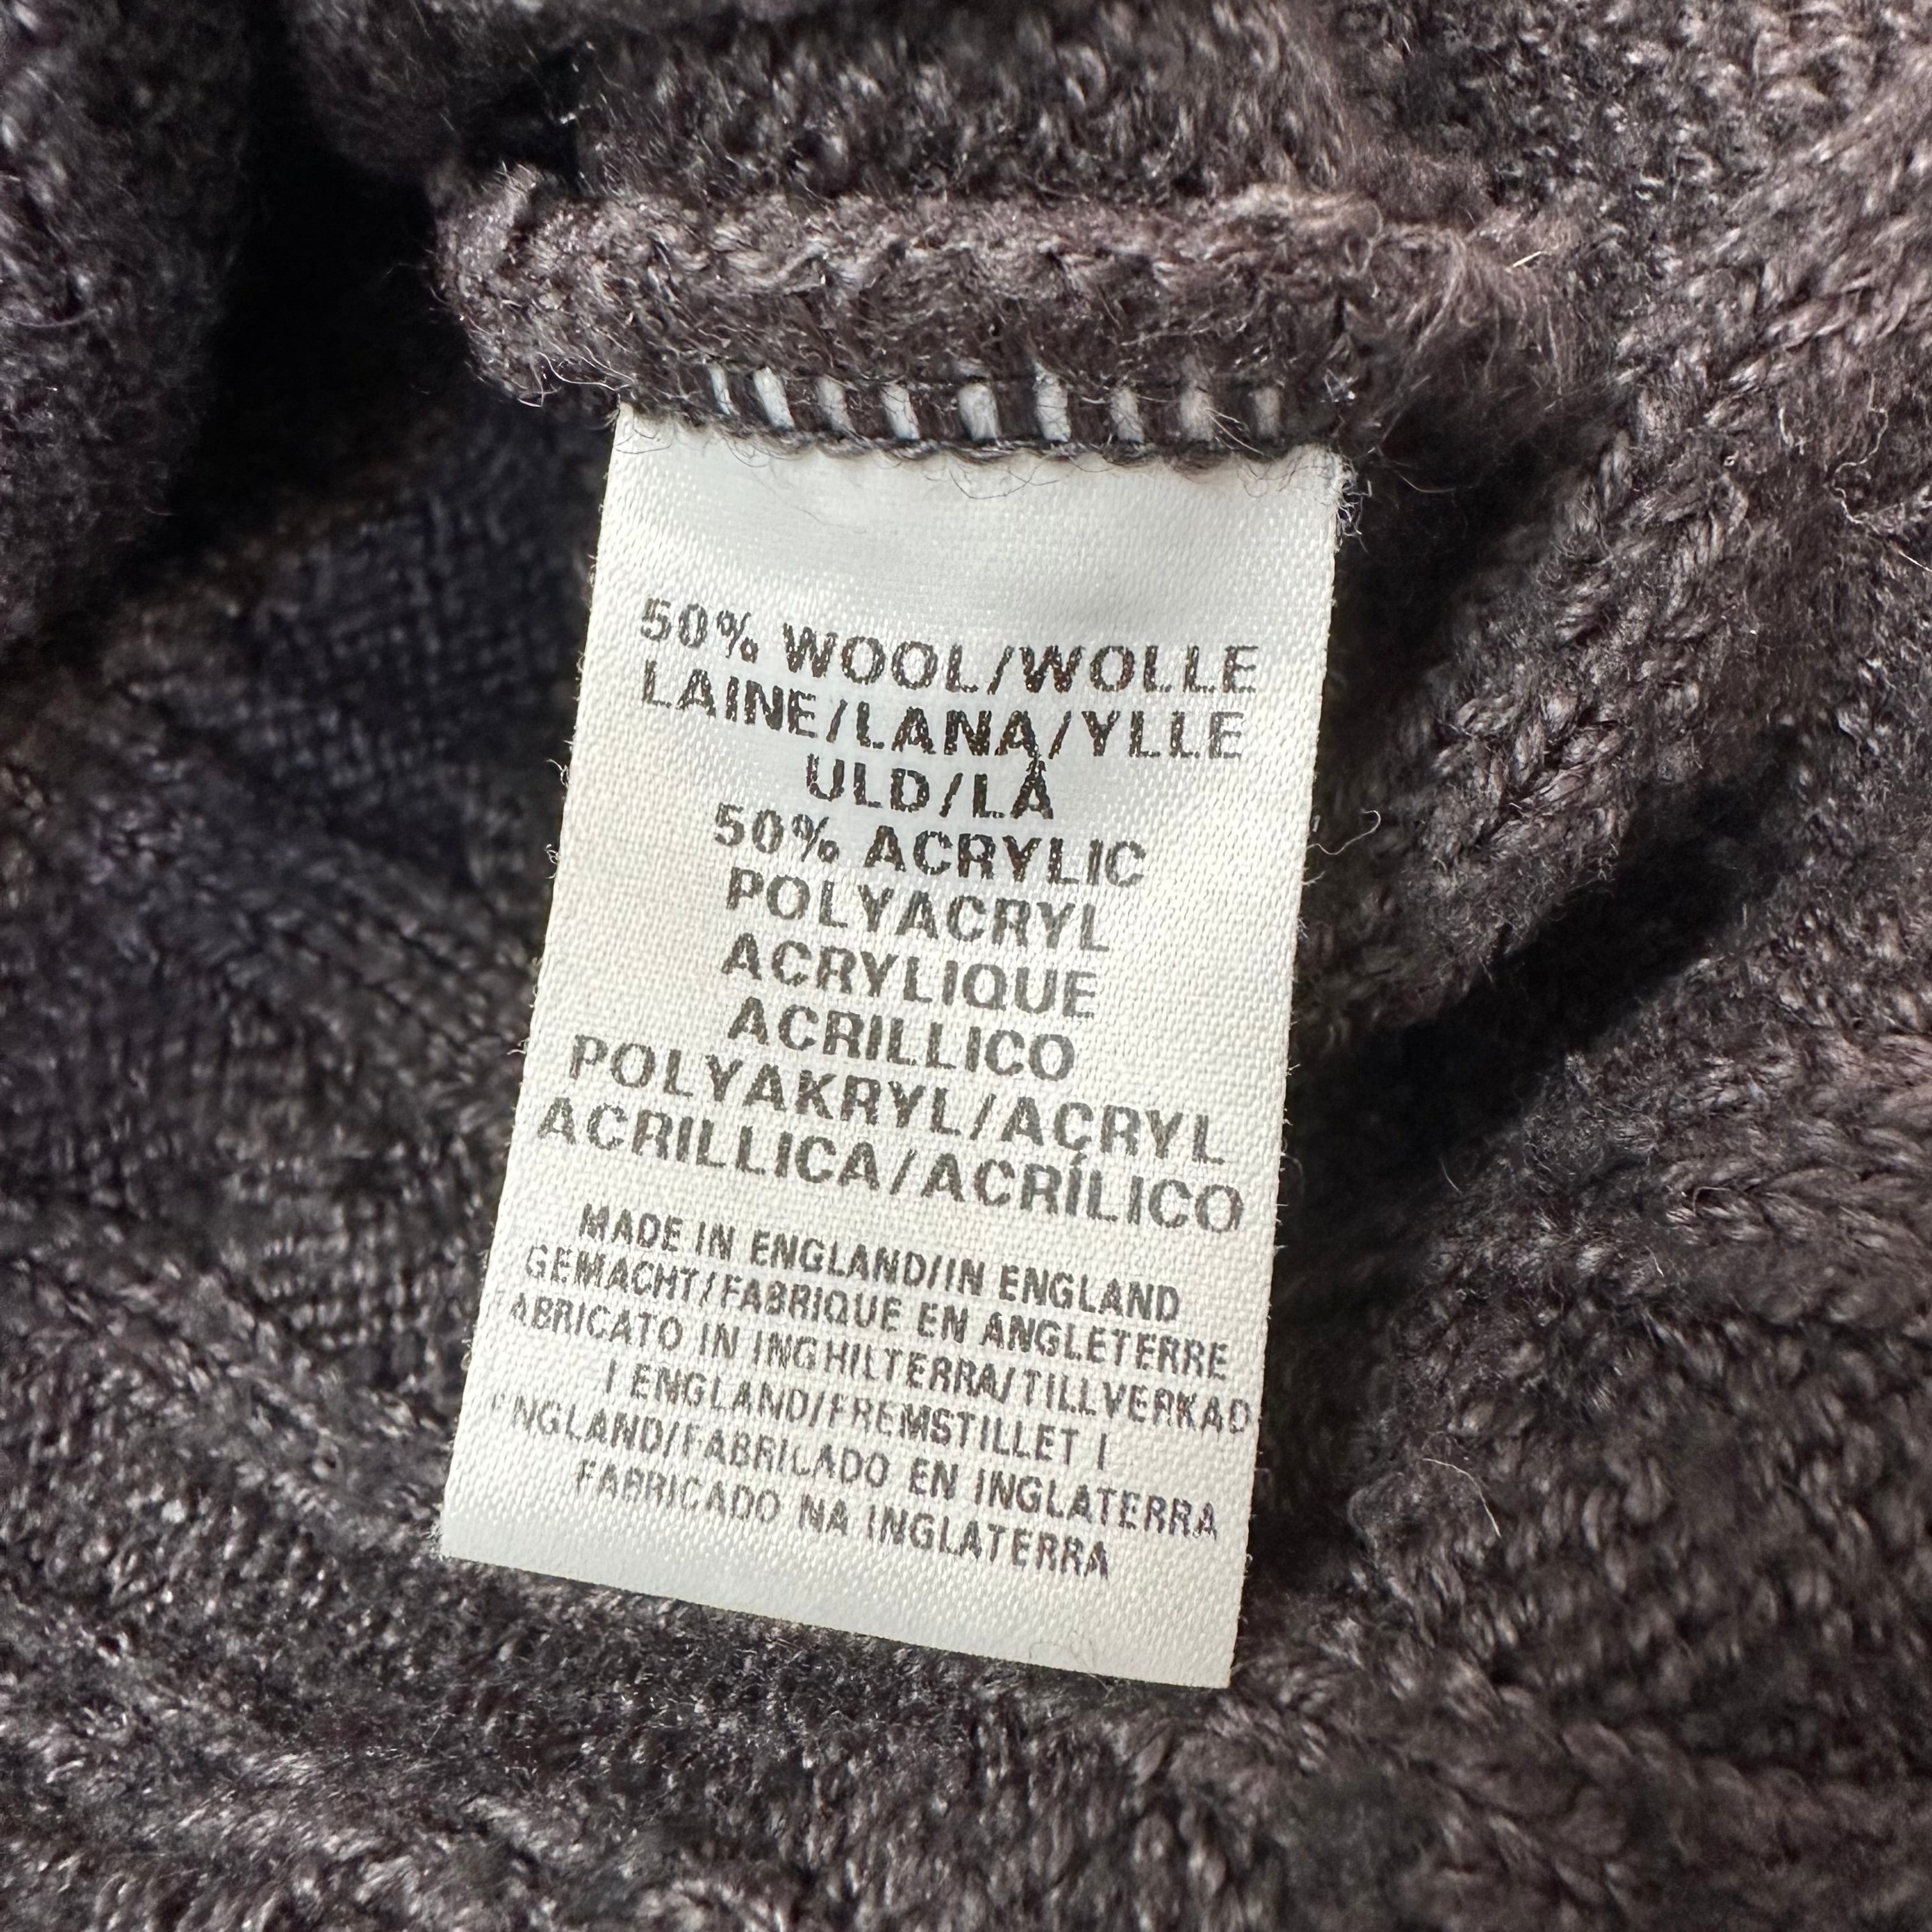 50% WOOL/WOLLE
LAINE/LANA/YLLE
ULD/LÃ
50% ACRYLIC
POLYACRYL
ACRYLIQUE
ACRILLICO
POLYAKRYL/ACRYL
ACRILLICA/ACRÍLICO
MADE IN ENGLAND/IN ENGLAND
GEMACHT/FABRIQUE EN ANGLETERRE
FABRICATO IN INGHILTERRA/TILLVERKAD
I ENGLAND/FREMSTILLET I
ENGLAND/FABRICADO EN INGLATERRA
FABRICADO NA INGLATERRA